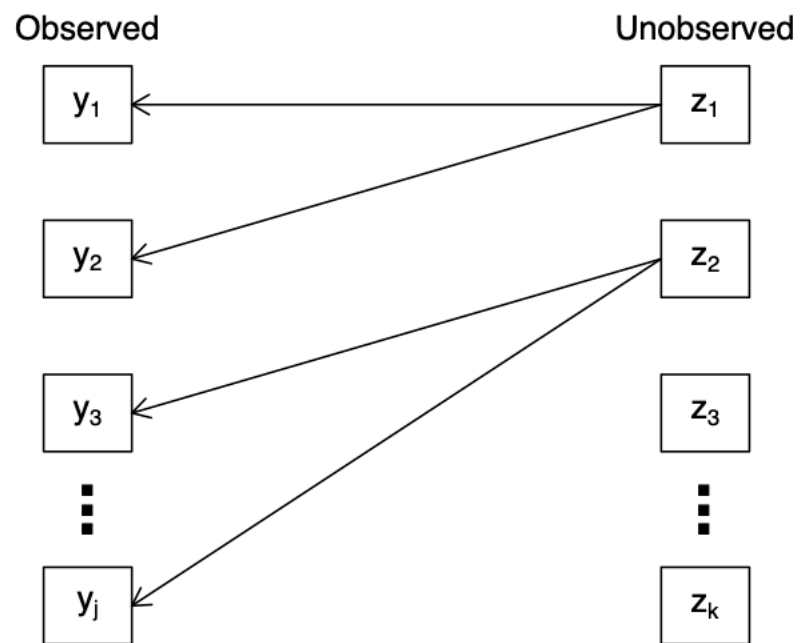 Observed Unobserved
y₁ z₁
y₂ z₂
y₃ z₃
⋮ ⋮
yⱼ zₖ